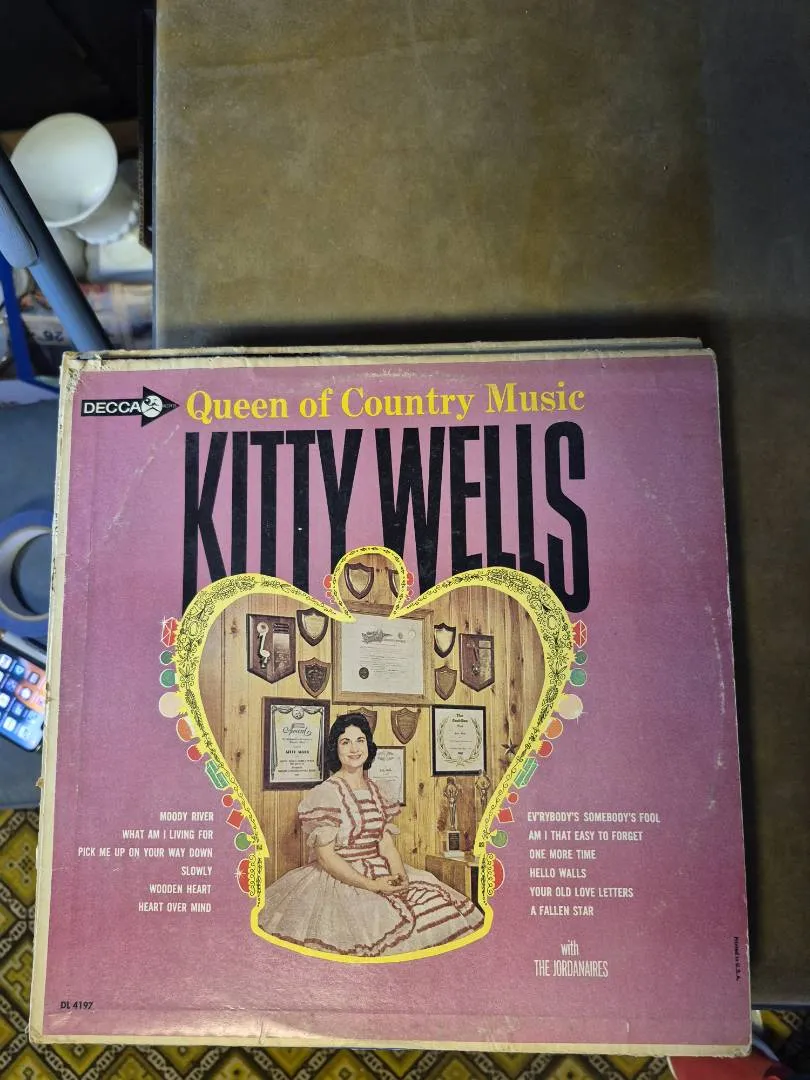 DECCA
Queen of Country Music
KITTY WELLS
MOODY RIVER
WHAT AM I LIVING FOR
PICK ME UP ON YOUR WAY DOWN
SLOWLY
WOODEN HEART
HEART OVER MIND
EV'RYBODY'S SOMEBODY'S FOOL
AM I THAT EASY TO FORGET
ONE MORE TIME
HELLO WALLS
YOUR OLD LOVE LETTERS
A FALLEN STAR
with
THE JORDANAIRES
DL 4197
Printed in U.S.A.